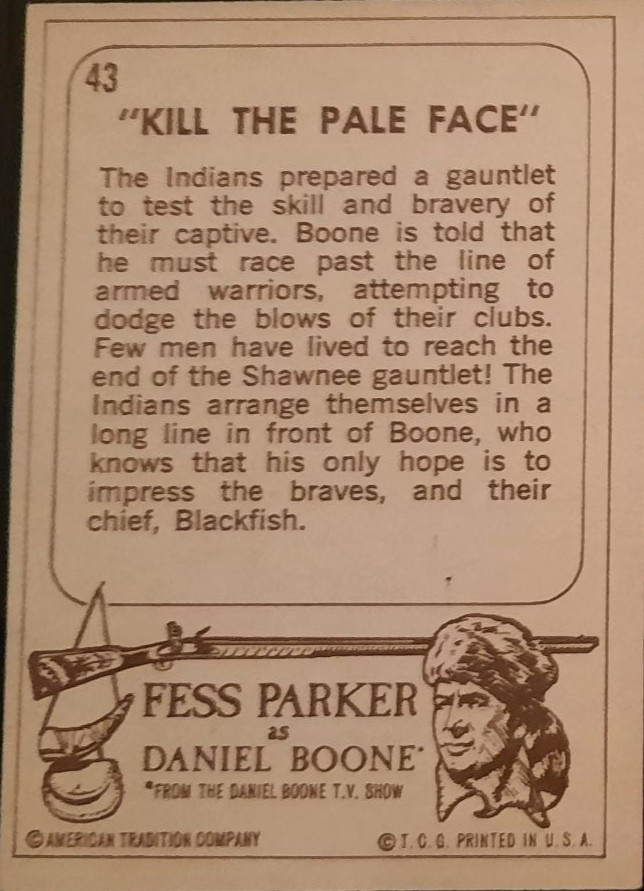 43
"KILL THE PALE FACE"
The Indians prepared a gauntlet
to test the skill and bravery of
their captive. Boone is told that
he must race past the line of
armed warriors, attempting to
dodge the blows of their clubs.
Few men have lived to reach the
end of the Shawnee gauntlet! The
Indians arrange themselves in a
long line in front of Boone, who
knows that his only hope is to
impress the braves, and their
chief, Blackfish.
FESS PARKER
as
DANIEL BOONE*
*FROM THE DANIEL BOONE T.V. SHOW
© AMERICAN TRADITION COMPANY
© T. C. G. PRINTED IN U. S. A.